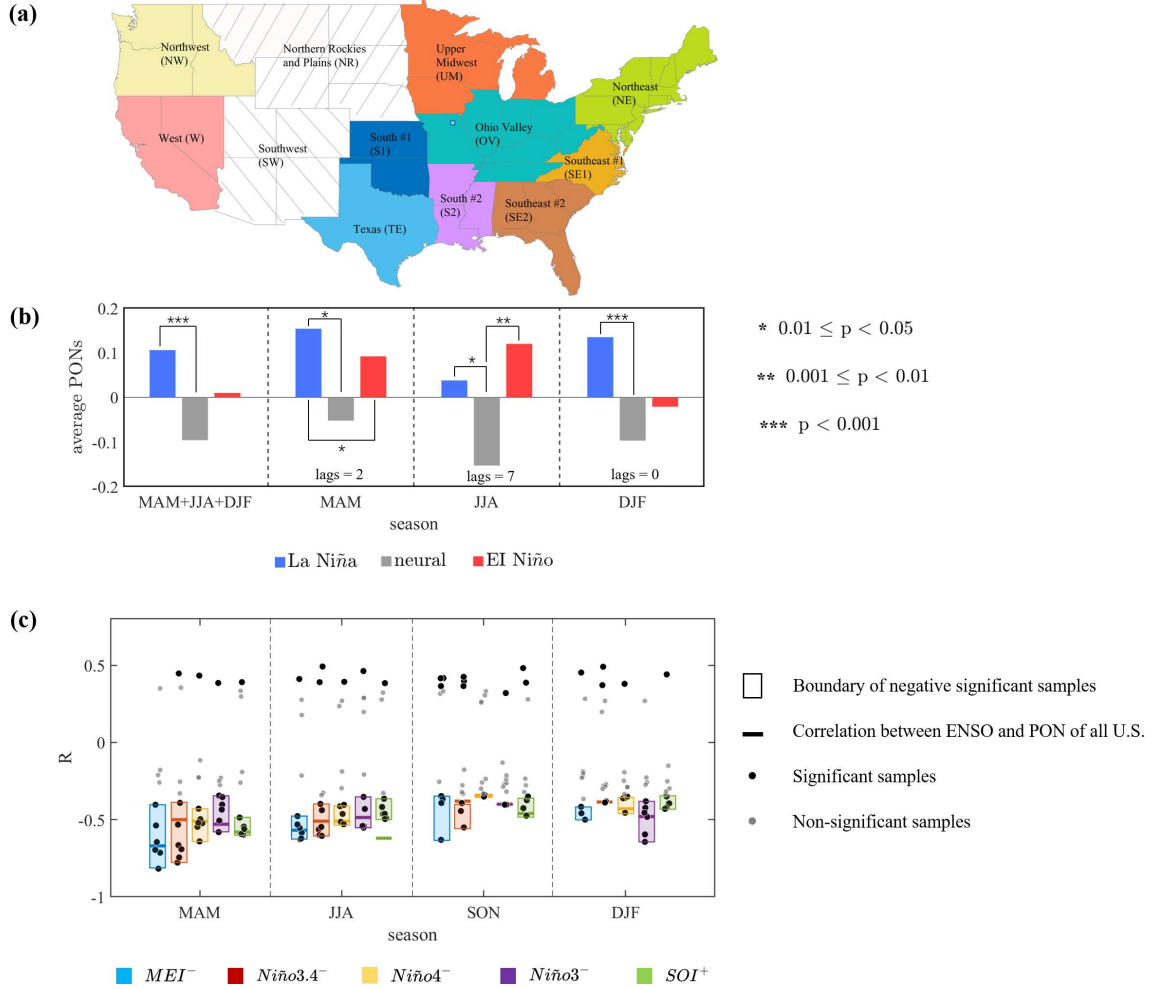 (a)
Northwest
(NW)
Northern Rockies
and Plains (NR)
Upper
Midwest
(UM)
Northeast
(NE)
West (W)
Southwest
(SW)
South #1
(S1)
Ohio Valley
(OV)
Southeast #1
(SE1)
South #2
(S2)
Southeast #2
(SE2)
Texas (TE)
(b)
average PONs
0.2
0.1
0
-0.1
-0.2
***
*
*
*
**
***
lags = 2
lags = 7
lags = 0
MAM+JJA+DJF
MAM
JJA
DJF
season
La Niña
neural
EI Niño
* 0.01 ≤ p < 0.05
** 0.001 ≤ p < 0.01
*** p < 0.001
(c)
R
0.5
0
-0.5
-1
MAM
JJA
SON
DJF
season
MEI⁻
Niño3.4⁻
Niño4⁻
Niño3⁻
SOI⁺
Boundary of negative significant samples
Correlation between ENSO and PON of all U.S.
Significant samples
Non-significant samples